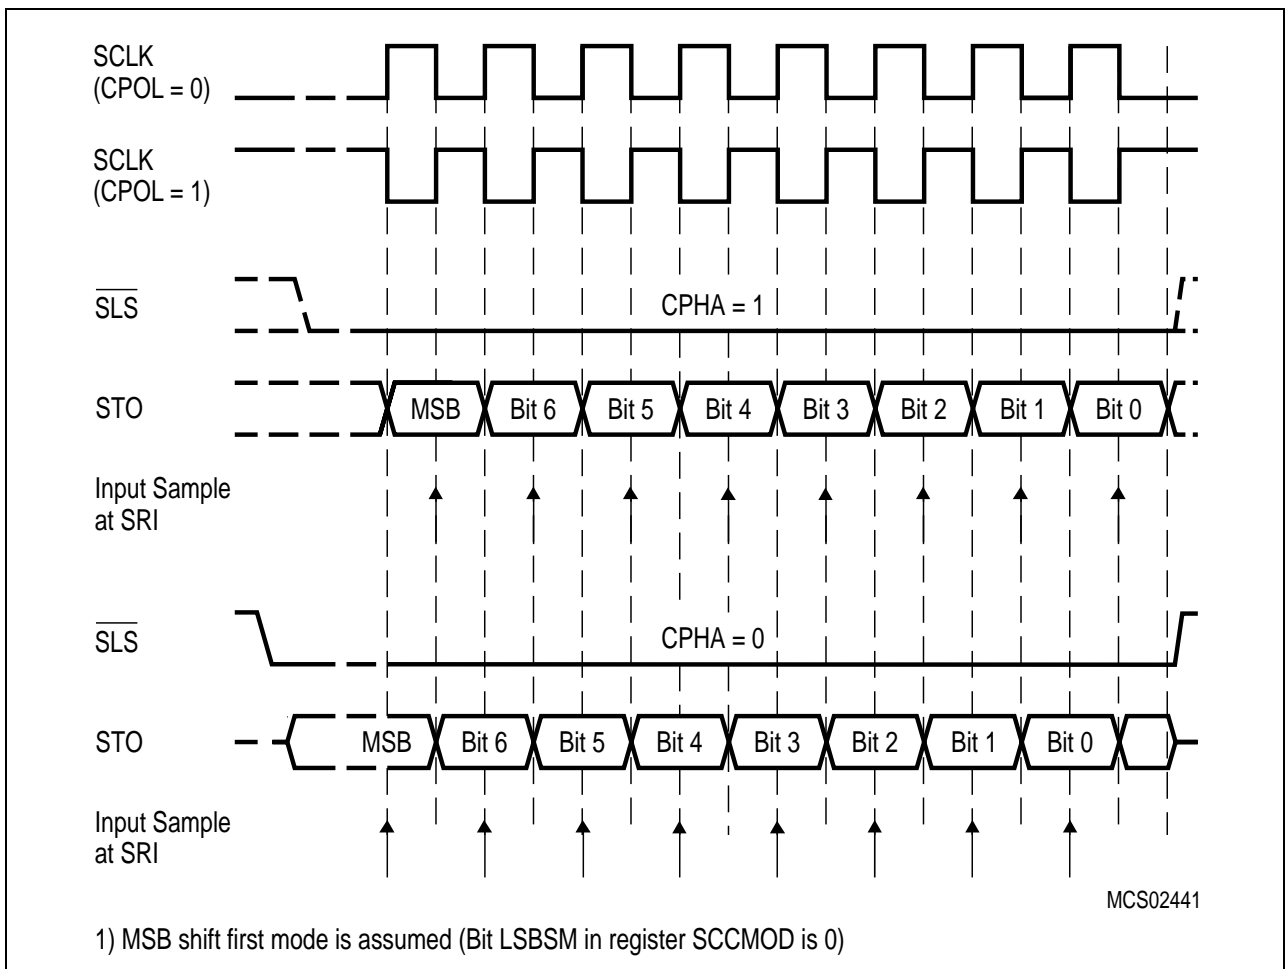 SCLK
(CPOL = 0)
SCLK
(CPOL = 1)
SLS
CPHA = 1
STO
MSB Bit 6 Bit 5 Bit 4 Bit 3 Bit 2 Bit 1 Bit 0
Input Sample
at SRI
SLS
CPHA = 0
STO
MSB Bit 6 Bit 5 Bit 4 Bit 3 Bit 2 Bit 1 Bit 0
Input Sample
at SRI
MCS02441
1) MSB shift first mode is assumed (Bit LSBSM in register SCCMOD is 0)